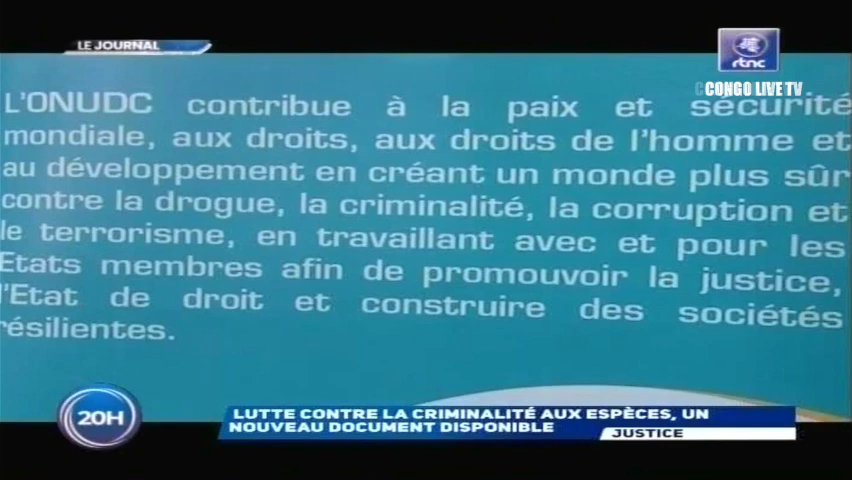 LE JOURNAL
rtnc
CONGO LIVE TV
L'ONUDC contribue à la paix et sécurité
mondiale, aux droits, aux droits de l'homme et
au développement en créant un monde plus sûr
contre la drogue, la criminalité, la corruption et
le terrorisme, en travaillant avec et pour les
Etats membres afin de promouvoir la justice,
l'Etat de droit et construire des sociétés
résilientes.
20H
LUTTE CONTRE LA CRIMINALITÉ AUX ESPÈCES, UN
NOUVEAU DOCUMENT DISPONIBLE
JUSTICE